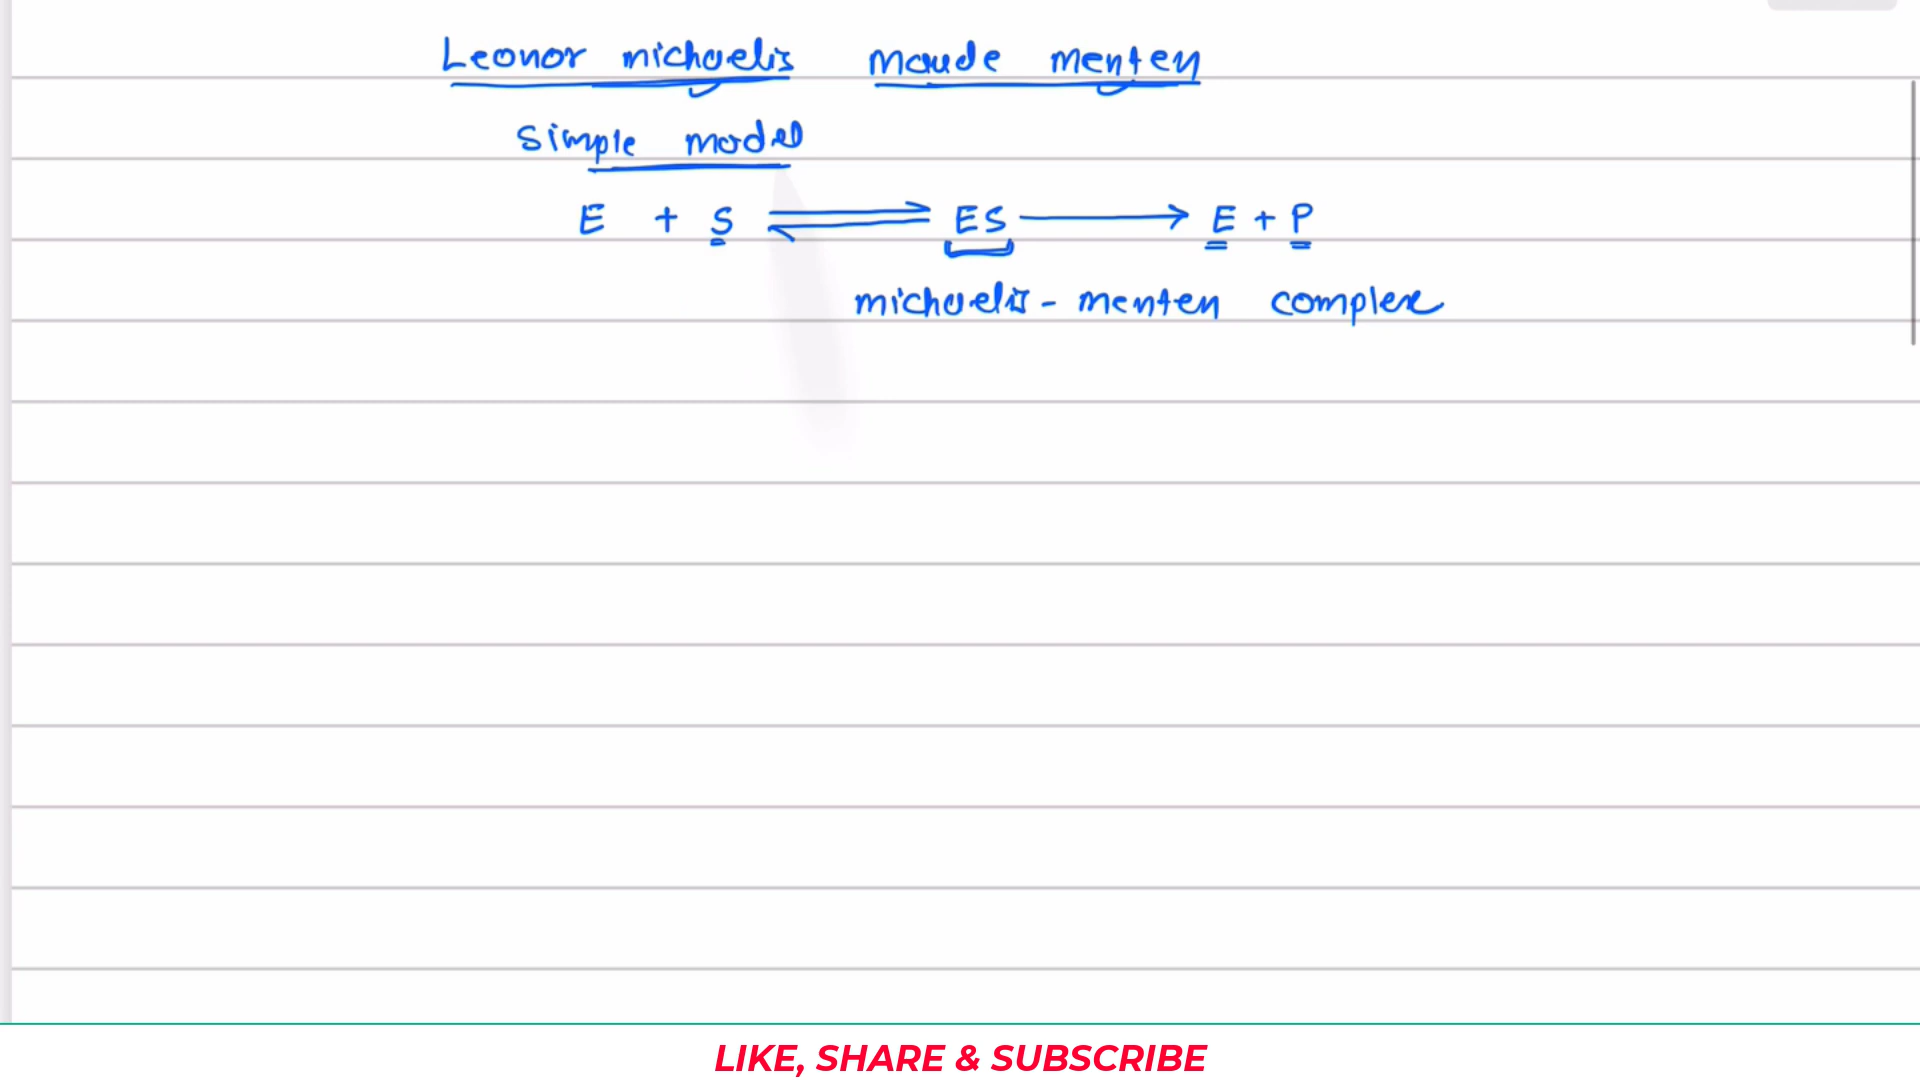 Leonor michaelis maude menten
Simple model
E + S ⇌ ES ⟶ E + P
michaelis - menten complex
LIKE, SHARE & SUBSCRIBE